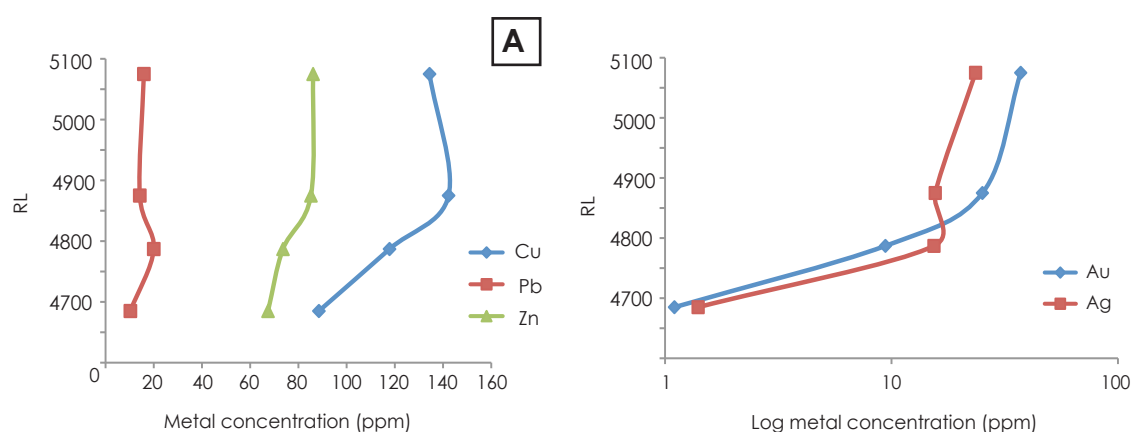 A
5100
5000
4900
4800
4700
RL
0
20
40
60
80
100
120
140
160
Metal concentration (ppm)
Cu
Pb
Zn
5100
5000
4900
4800
4700
RL
1
10
100
Log metal concentration (ppm)
Au
Ag